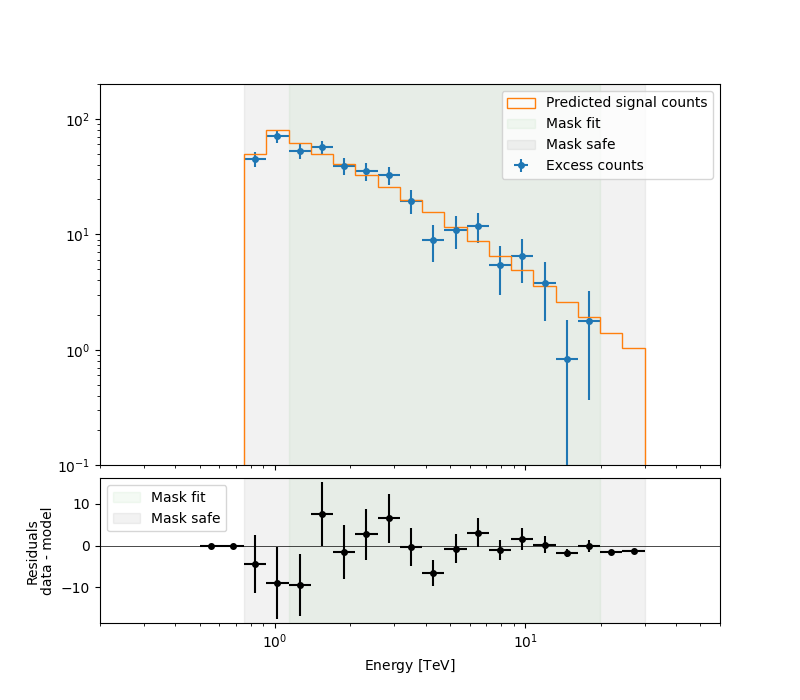 10²
10¹
10⁰
10⁻¹
Predicted signal counts
Mask fit
Mask safe
Excess counts
Residuals
data - model
10
0
−10
Mask fit
Mask safe
10⁰
10¹
Energy [TeV]